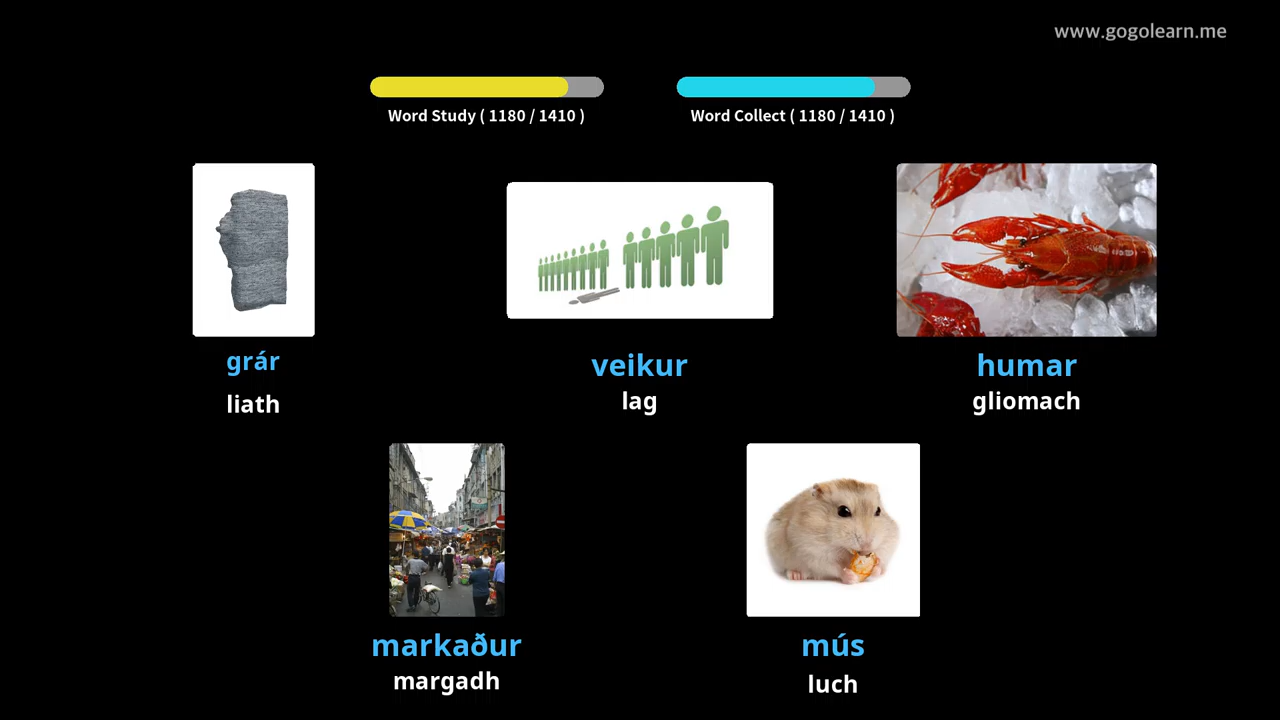 www.gogolearn.me
Word Study ( 1180 / 1410 )
Word Collect ( 1180 / 1410 )
grár
liath
veikur
lag
humar
gliomach
markaður
margadh
mús
luch